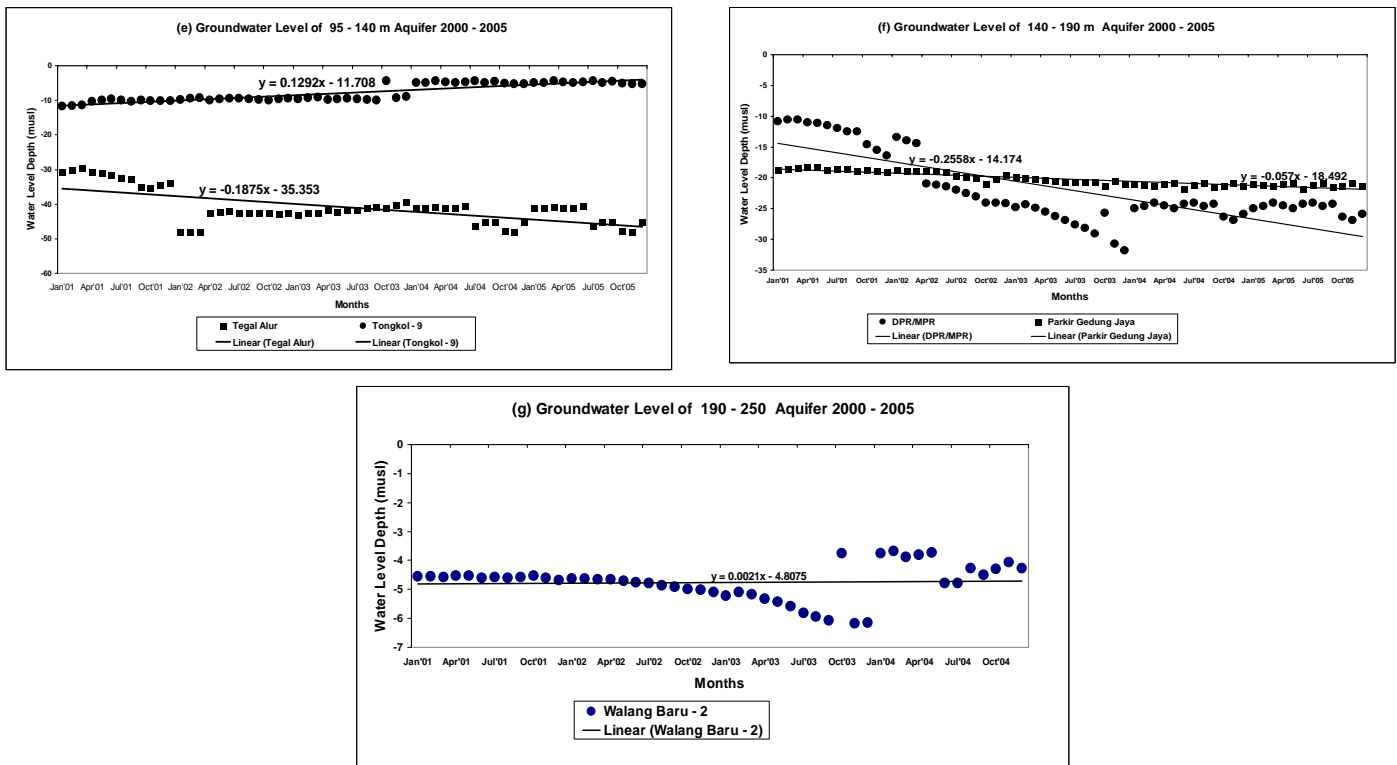 (e) Groundwater Level of 95 - 140 m Aquifer 2000 - 2005
y = 0.1292x - 11.708
y = -0.1875x - 35.353
Water Level Depth (musl)
0
-10
-20
-30
-40
-50
-60
Jan'01 Apr'01 Jul'01 Oct'01 Jan'02 Apr'02 Jul'02 Oct'02 Jan'03 Apr'03 Jul'03 Oct'03 Jan'04 Apr'04 Jul'04 Oct'04 Jan'05 Apr'05 Jul'05 Oct'05
Months
Tegal Alur Tongkol - 9
Linear (Tegal Alur) Linear (Tongkol - 9)
(f) Groundwater Level of 140 - 190 m Aquifer 2000 - 2005
y = -0.2558x - 14.174
y = -0.057x - 18.492
Water Level Depth (musl)
0
-5
-10
-15
-20
-25
-30
-35
Jan'01 Apr'01 Jul'01 Oct'01 Jan'02 Apr'02 Jul'02 Oct'02 Jan'03 Apr'03 Jul'03 Oct'03 Jan'04 Apr'04 Jul'04 Oct'04 Jan'05 Apr'05 Jul'05 Oct'05
Months
DPR/MPR Parkir Gedung Jaya
Linear (DPR/MPR) Linear (Parkir Gedung Jaya)
(g) Groundwater Level of 190 - 250 Aquifer 2000 - 2005
y = 0.0021x - 4.8075
Water Level Depth (musl)
0
-1
-2
-3
-4
-5
-6
-7
Jan'01 Apr'01 Jul'01 Oct'01 Jan'02 Apr'02 Jul'02 Oct'02 Jan'03 Apr'03 Jul'03 Oct'03 Jan'04 Apr'04 Jul'04 Oct'04
Months
Walang Baru - 2
Linear (Walang Baru - 2)